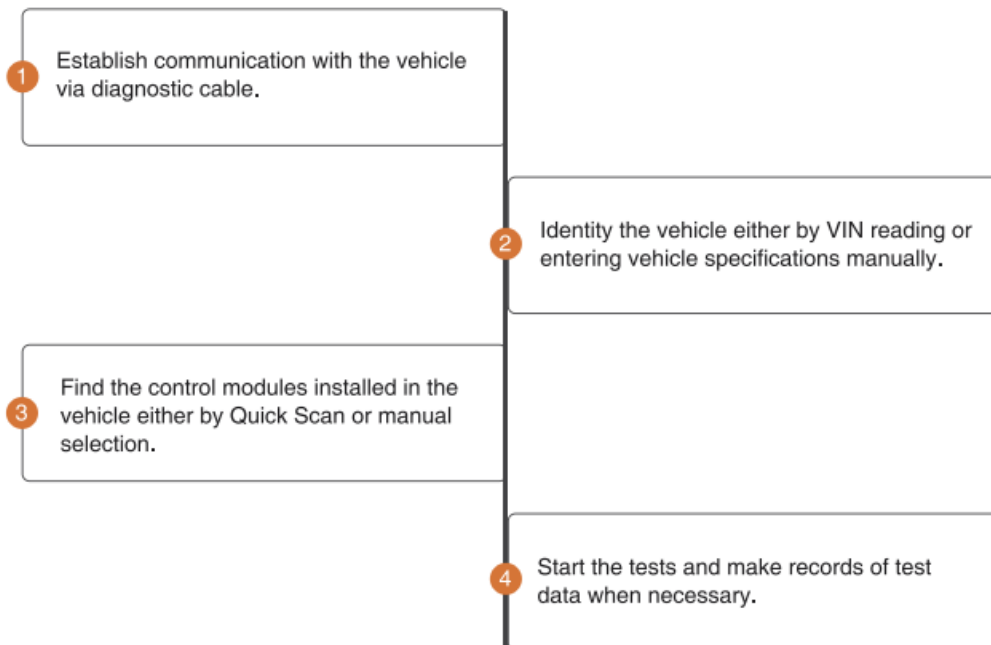 1
Establish communication with the vehicle
via diagnostic cable.
2
Identity the vehicle either by VIN reading or
entering vehicle specifications manually.
3
Find the control modules installed in the
vehicle either by Quick Scan or manual
selection.
4
Start the tests and make records of test
data when necessary.